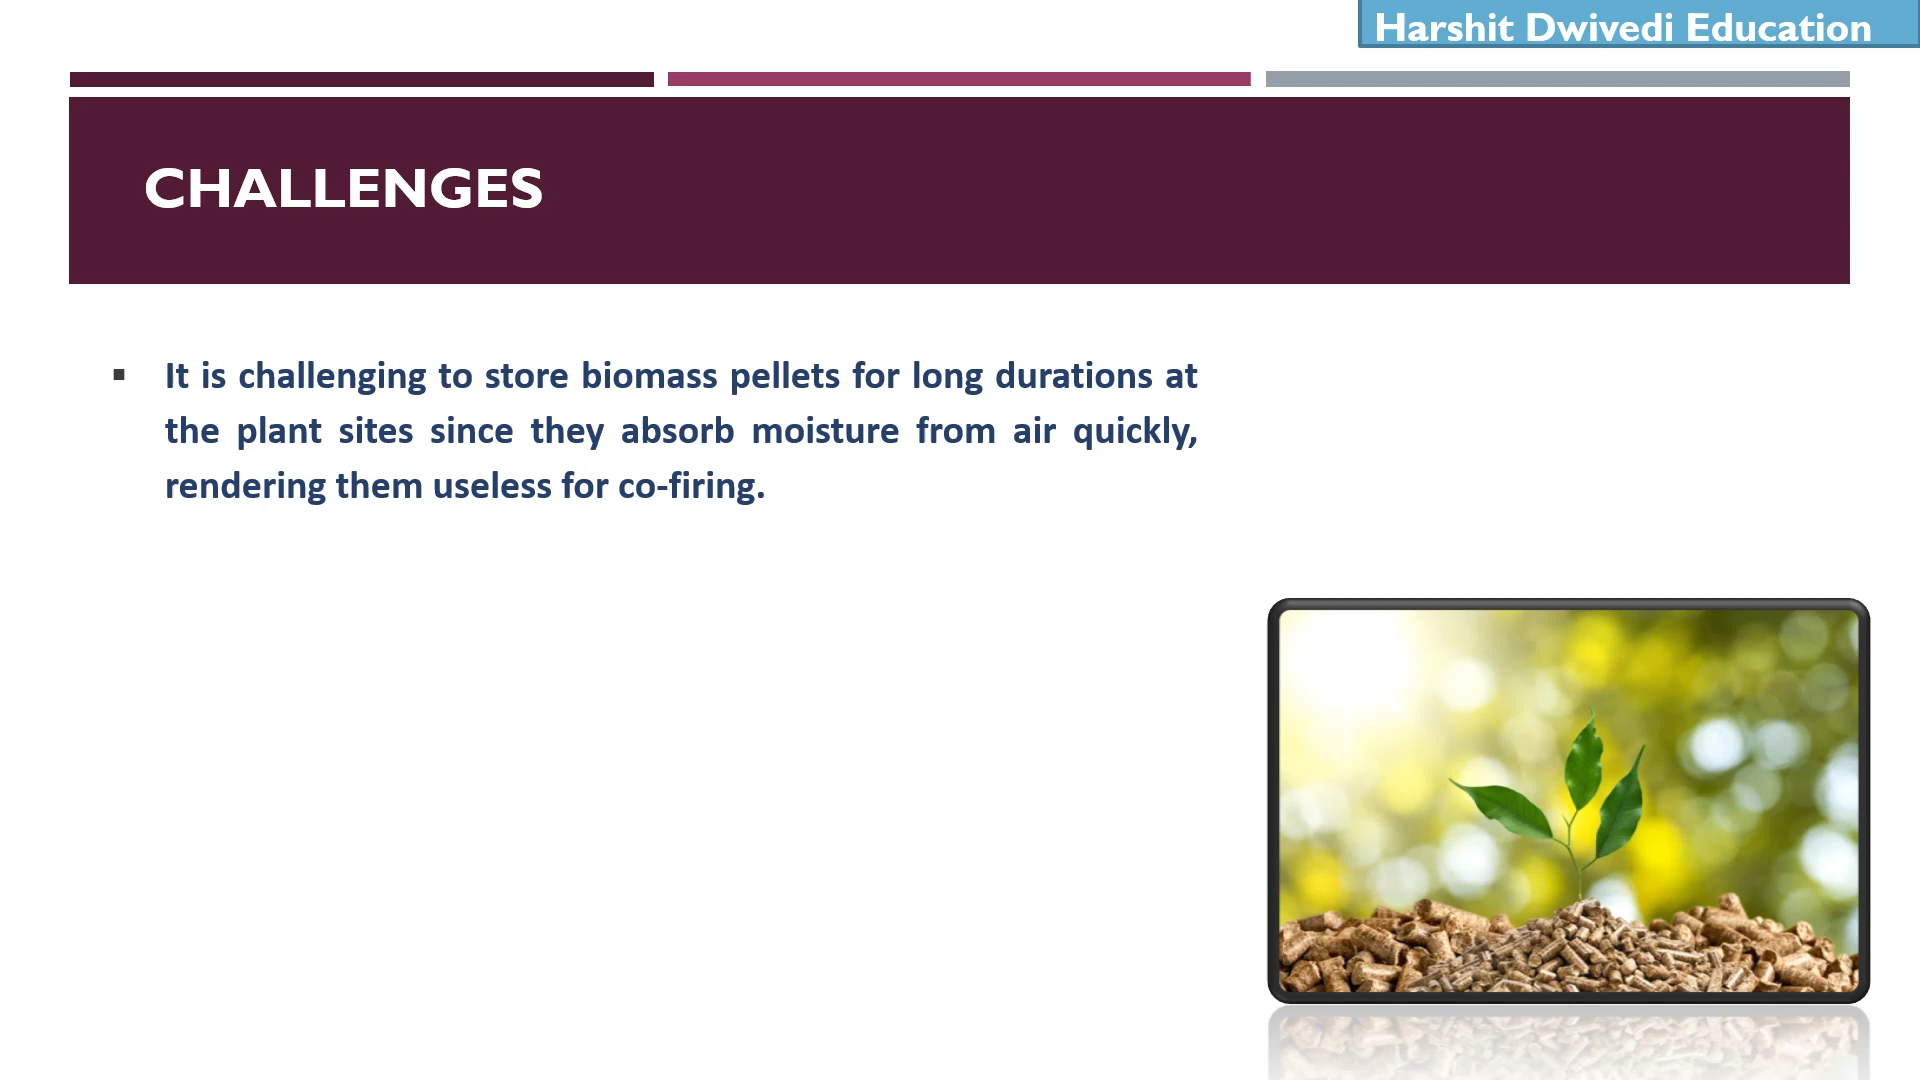 Harshit Dwivedi Education
CHALLENGES
▪ It is challenging to store biomass pellets for long durations at
the plant sites since they absorb moisture from air quickly,
rendering them useless for co-firing.